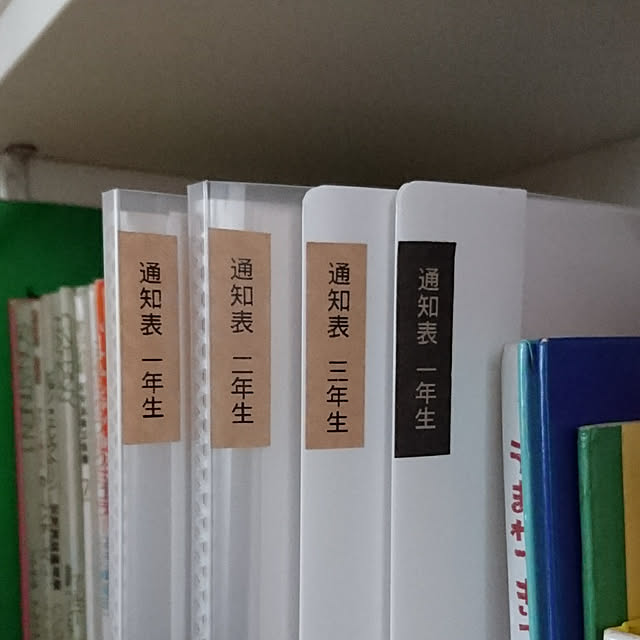 通知表 一年生
通知表 二年生
通知表 三年生
通知表 一年生